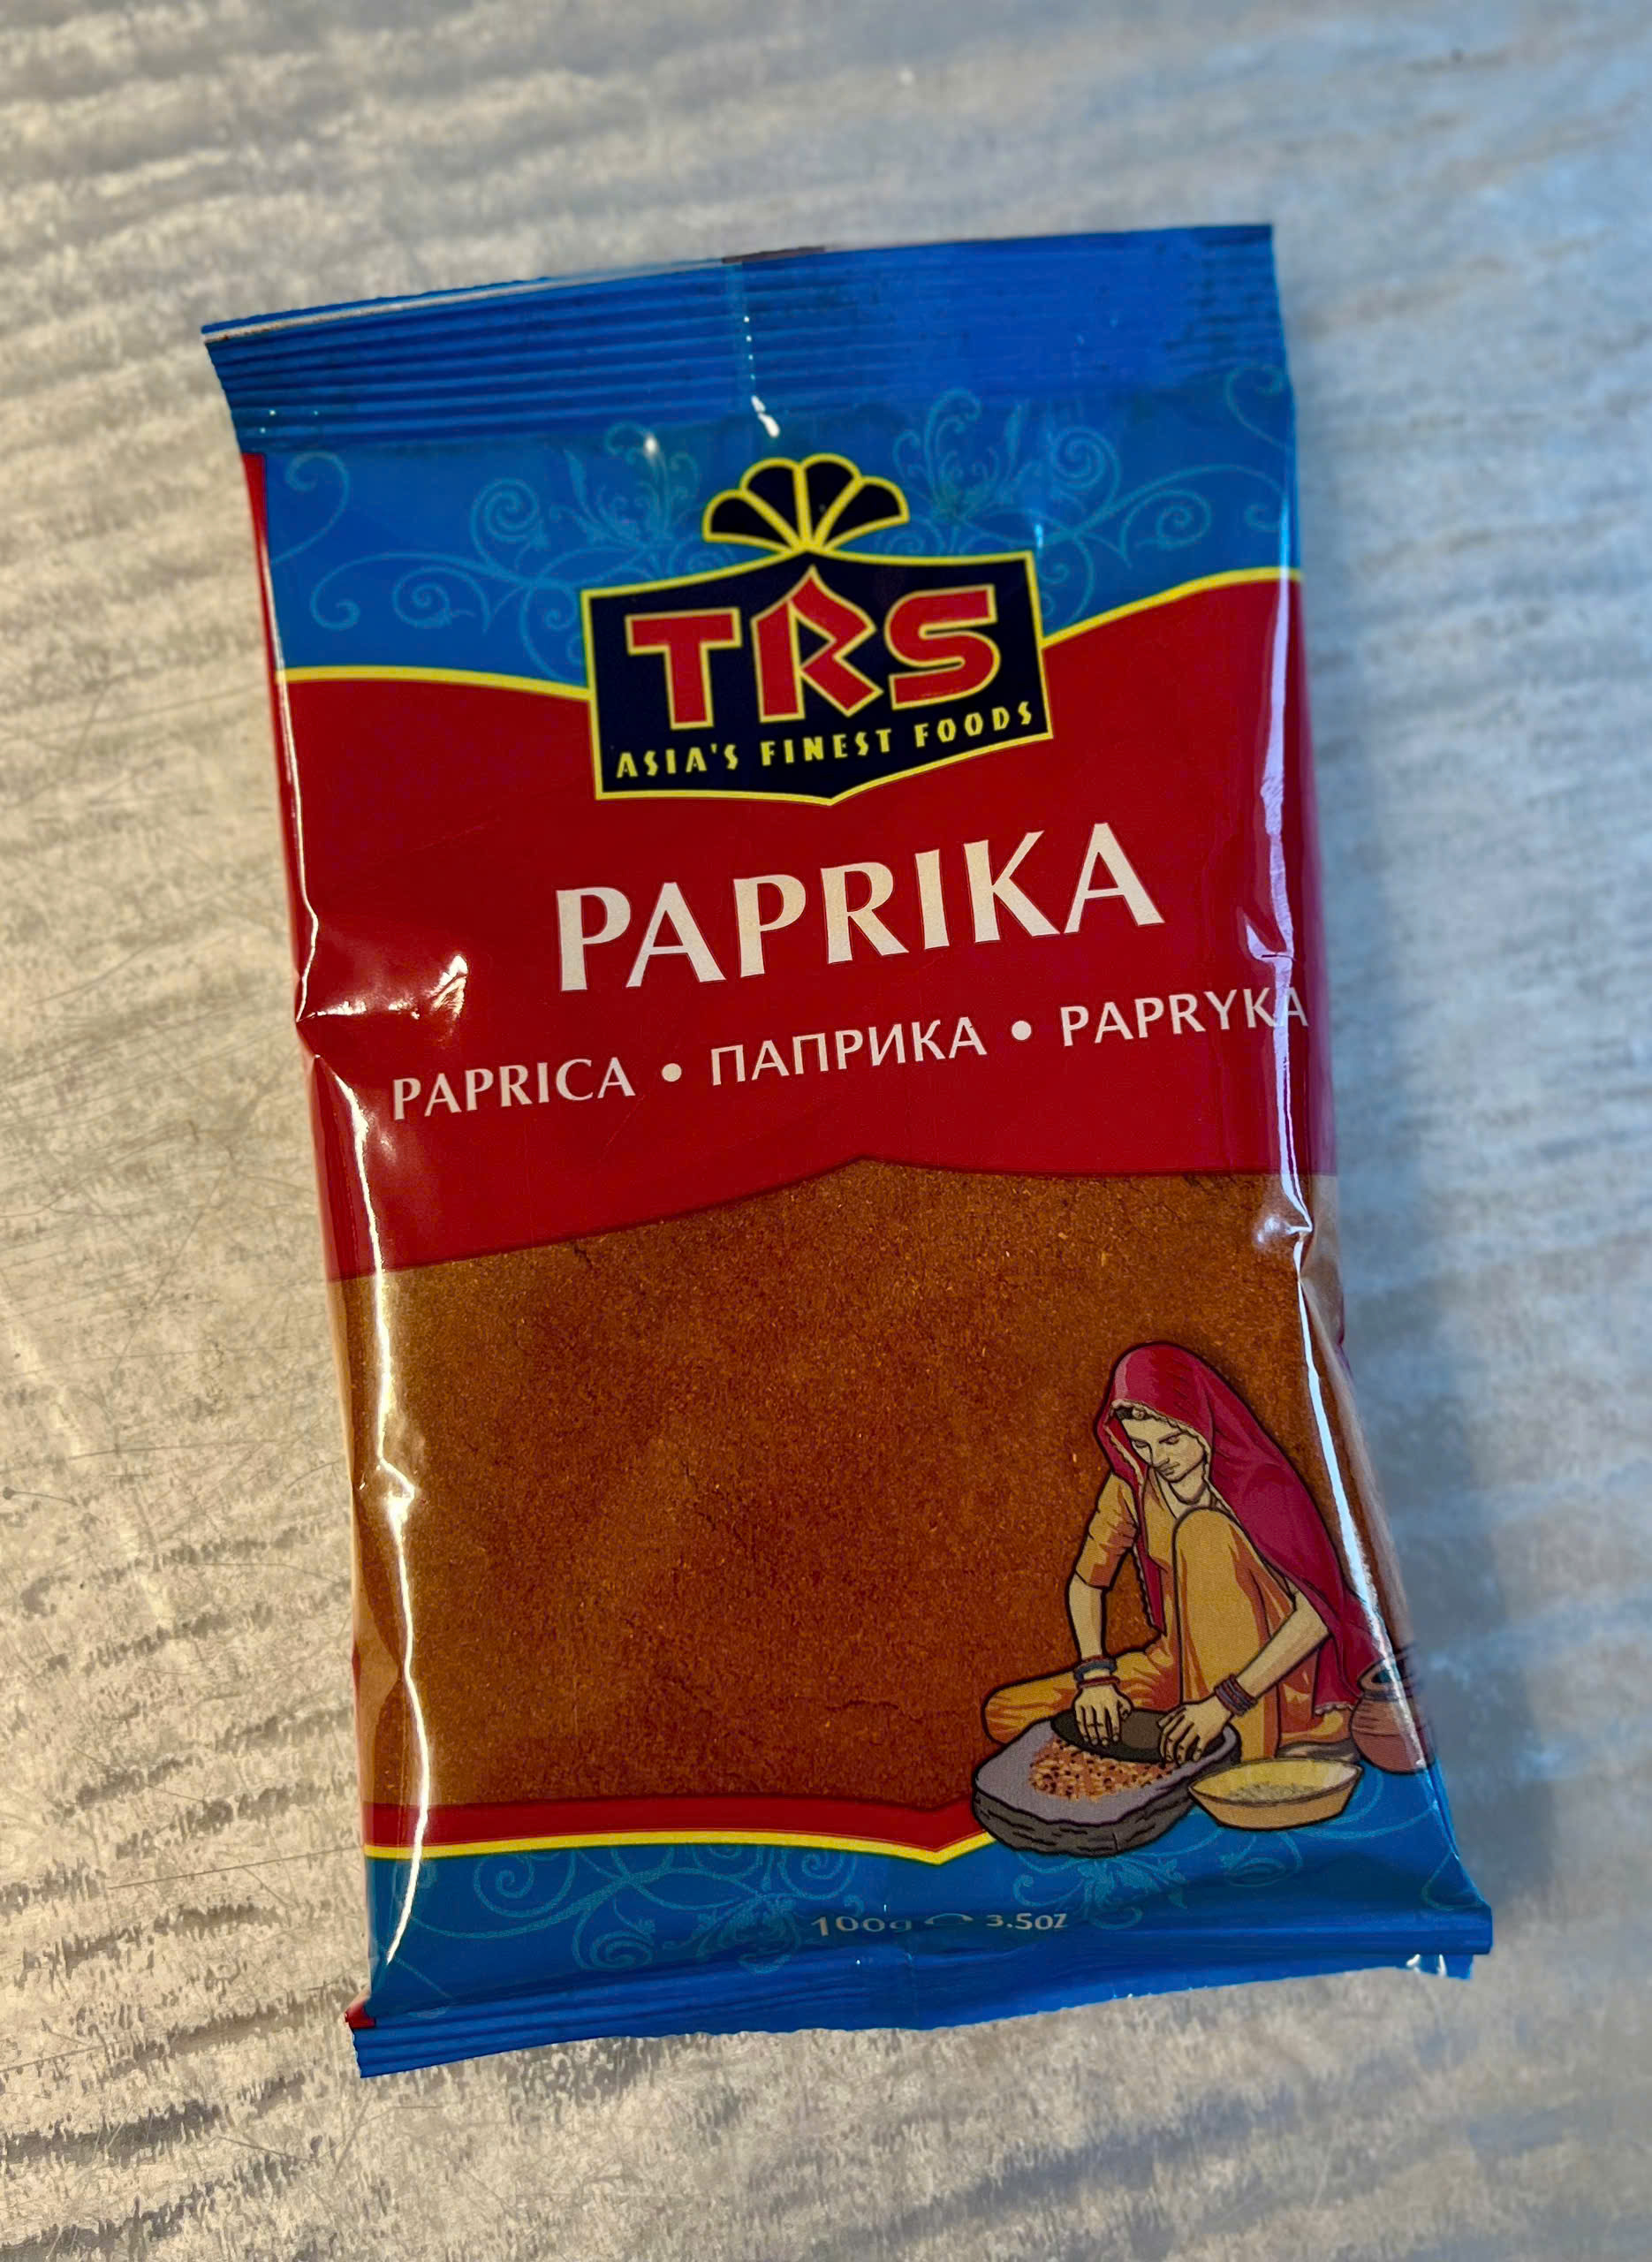 TRS
ASIA'S FINEST FOODS
PAPRIKA
PAPRICA • ПАПРИКА • PAPRYKA
100g ℮ 3.5oz